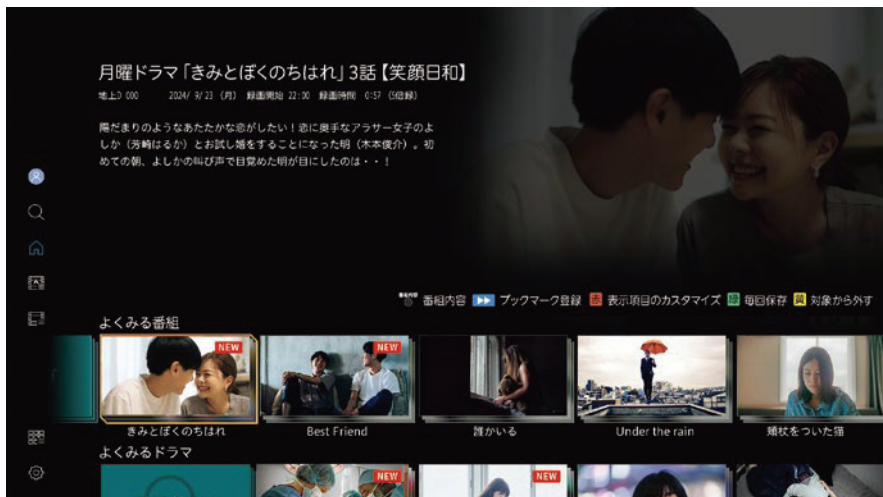 月曜ドラマ「きみとぼくのちはれ」3話【笑顔日和】
地上D 000 2024/ 9/23 (月) 録画開始 22:00 録画時間 0:57 (5倍録)
陽だまりのようなあたたかな恋がしたい!恋に奥手なアラサー女子のよ
しか (芳崎はるか) とお試し婚をすることになった明 (木本俊介) 。初
めての朝、よしかの叫び声で目覚めた明が目にしたのは・・!
番組内容 番組内容 ブックマーク登録 赤 表示項目のカスタマイズ 緑 毎回保存 黄 対象から外す
よくみる番組
NEW NEW
きみとぼくのちはれ Best Friend 誰かいる Under the rain 頬杖をついた猫
よくみるドラマ
NEW NEW